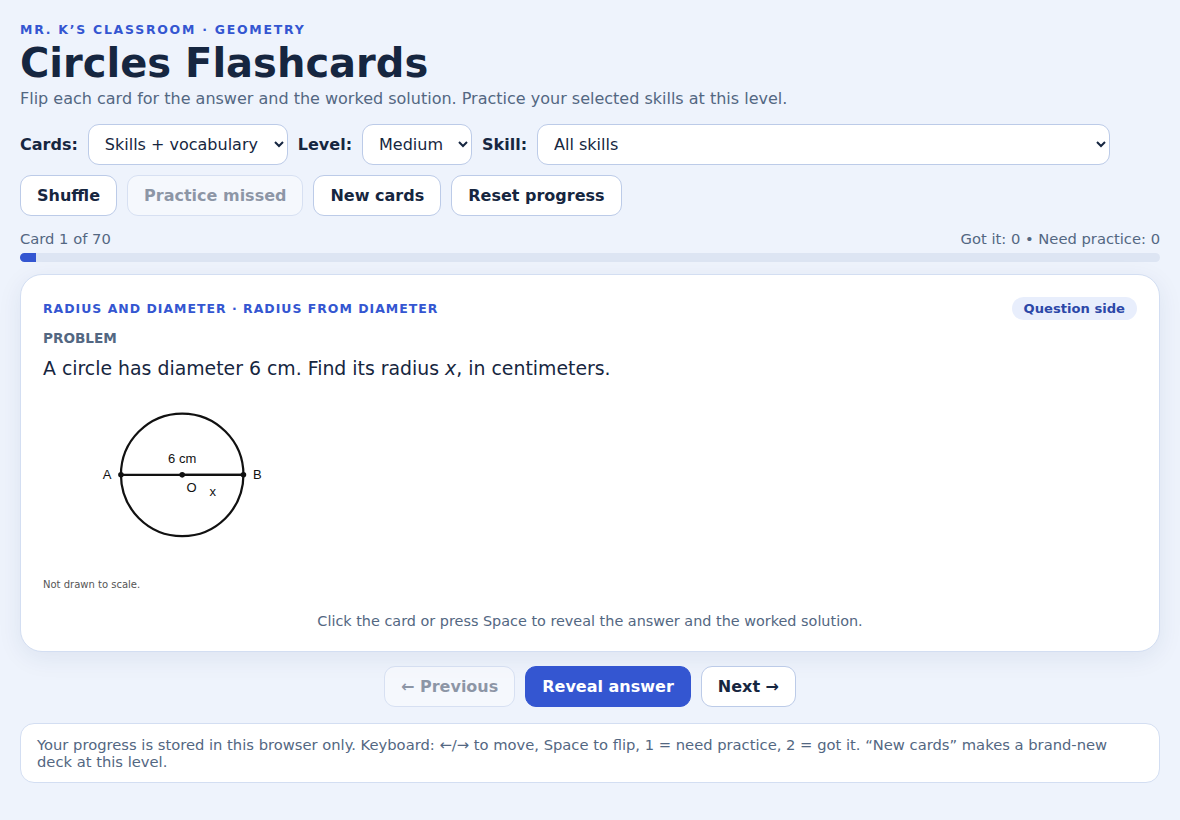 MR. K’S CLASSROOM · GEOMETRY
Circles Flashcards
Flip each card for the answer and the worked solution. Practice your selected skills at this level.
Cards: Skills + vocabulary Level: Medium Skill: All skills
Shuffle Practice missed New cards Reset progress
Card 1 of 70 Got it: 0 • Need practice: 0
RADIUS AND DIAMETER · RADIUS FROM DIAMETER Question side
PROBLEM
A circle has diameter 6 cm. Find its radius x, in centimeters.
6 cm
A B
O x
Not drawn to scale.
Click the card or press Space to reveal the answer and the worked solution.
← Previous Reveal answer Next →
Your progress is stored in this browser only. Keyboard: ←/→ to move, Space to flip, 1 = need practice, 2 = got it. “New cards” makes a brand-new
deck at this level.